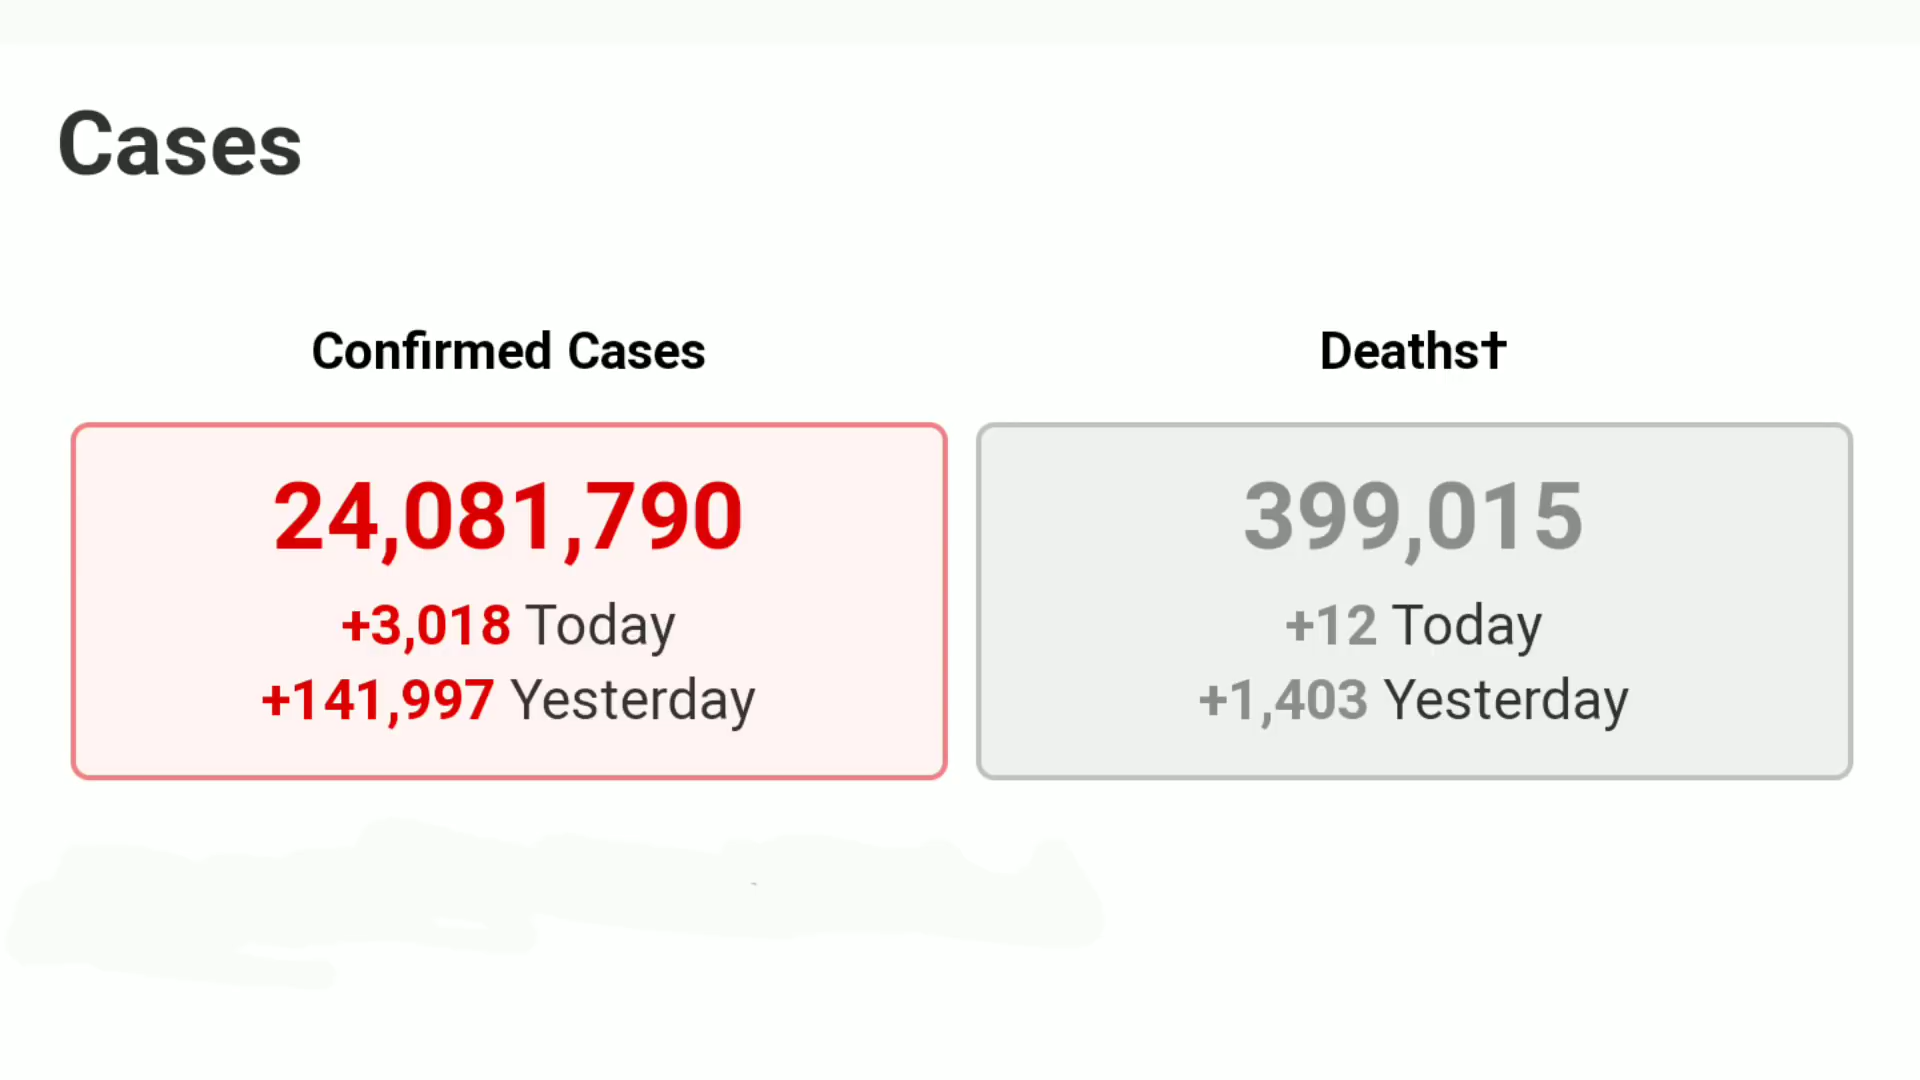 Cases
Confirmed Cases
24,081,790
+3,018 Today
+141,997 Yesterday
Deaths†
399,015
+12 Today
+1,403 Yesterday